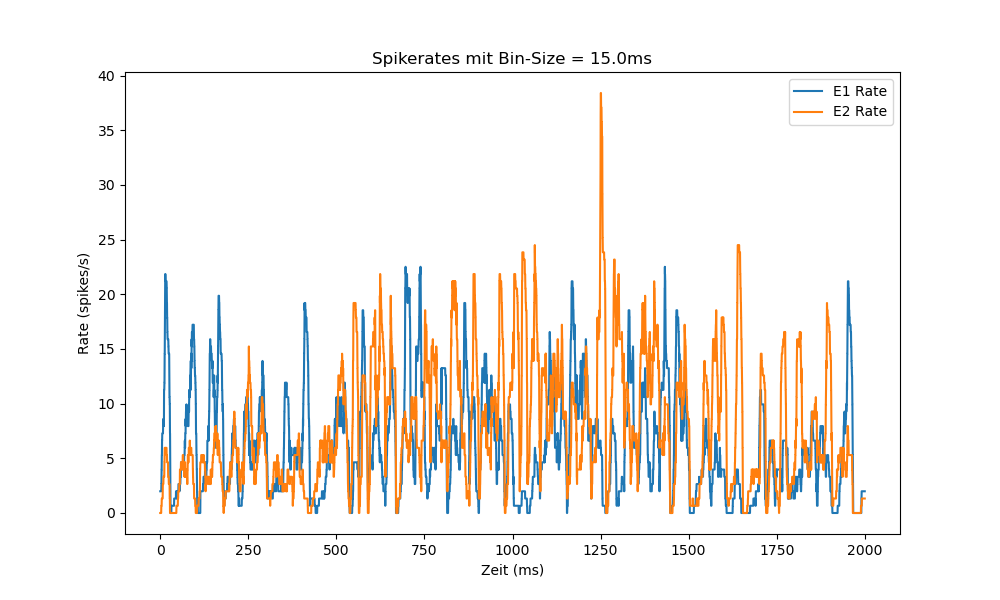 Spikerates mit Bin-Size = 15.0ms
E1 Rate
E2 Rate
Rate (spikes/s)
40
35
30
25
20
15
10
5
0
0 250 500 750 1000 1250 1500 1750 2000
Zeit (ms)